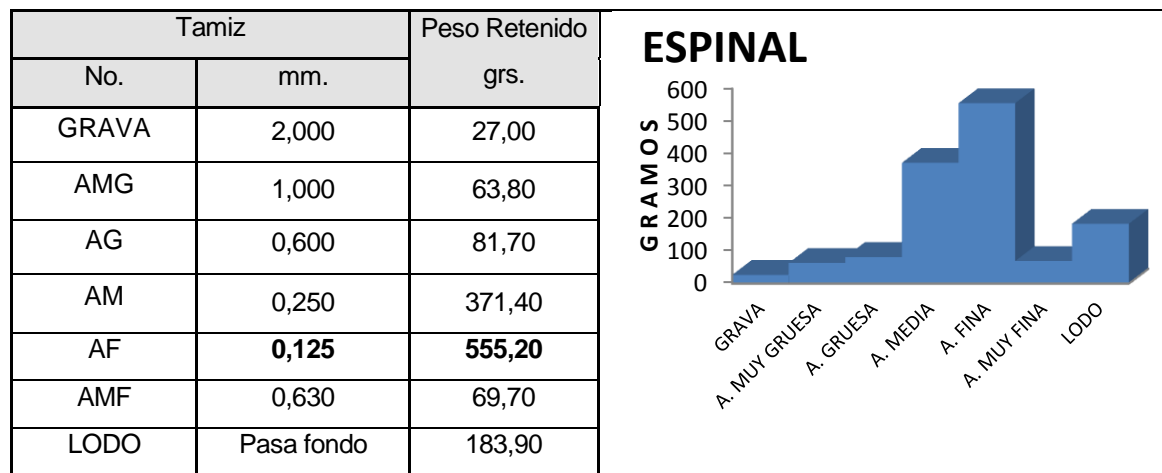 Tamiz Peso Retenido
No. mm. grs.
GRAVA 2,000 27,00
AMG 1,000 63,80
AG 0,600 81,70
AM 0,250 371,40
AF 0,125 555,20
AMF 0,630 69,70
LODO Pasa fondo 183,90
ESPINAL
GRAMOS
600
500
400
300
200
100
0
GRAVA
A. MUY GRUESA
A. GRUESA
A. MEDIA
A. FINA
A. MUY FINA
LODO